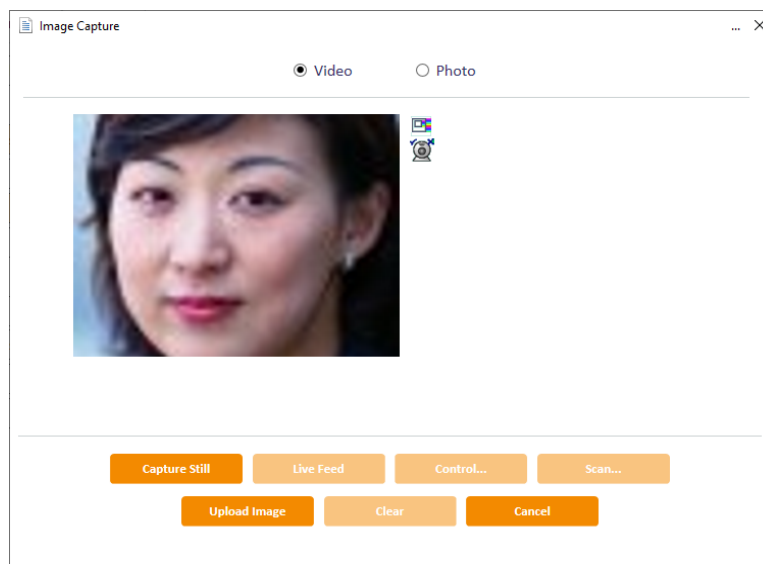 Image Capture ...
Video Photo
Capture Still Live Feed Control... Scan...
Upload Image Clear Cancel